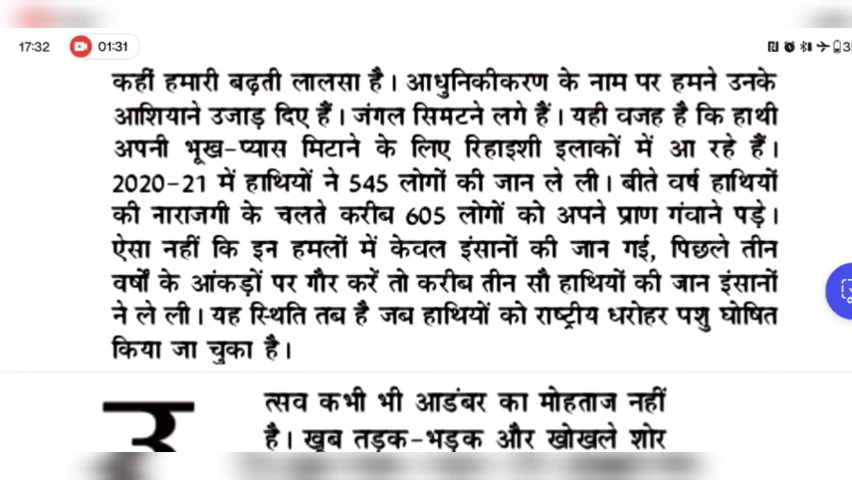 17:32
01:31
35
कहीं हमारी बढ़ती लालसा है। आधुनिकीकरण के नाम पर हमने उनके
आशियाने उजाड़ दिए हैं। जंगल सिमटने लगे हैं। यही वजह है कि हाथी
अपनी भूख-प्यास मिटाने के लिए रिहाइशी इलाकों में आ रहे हैं।
2020-21 में हाथियों ने 545 लोगों की जान ले ली। बीते वर्ष हाथियों
की नाराजगी के चलते करीब 605 लोगों को अपने प्राण गंवाने पड़े।
ऐसा नहीं कि इन हमलों में केवल इंसानों की जान गई, पिछले तीन
वर्षों के आंकड़ों पर गौर करें तो करीब तीन सौ हाथियों की जान इंसानों
ने ले ली। यह स्थिति तब है जब हाथियों को राष्ट्रीय धरोहर पशु घोषित
किया जा चुका है।
उत्सव कभी भी आडंबर का मोहताज नहीं
है। खूब तड़क-भड़क और खोखले शोर